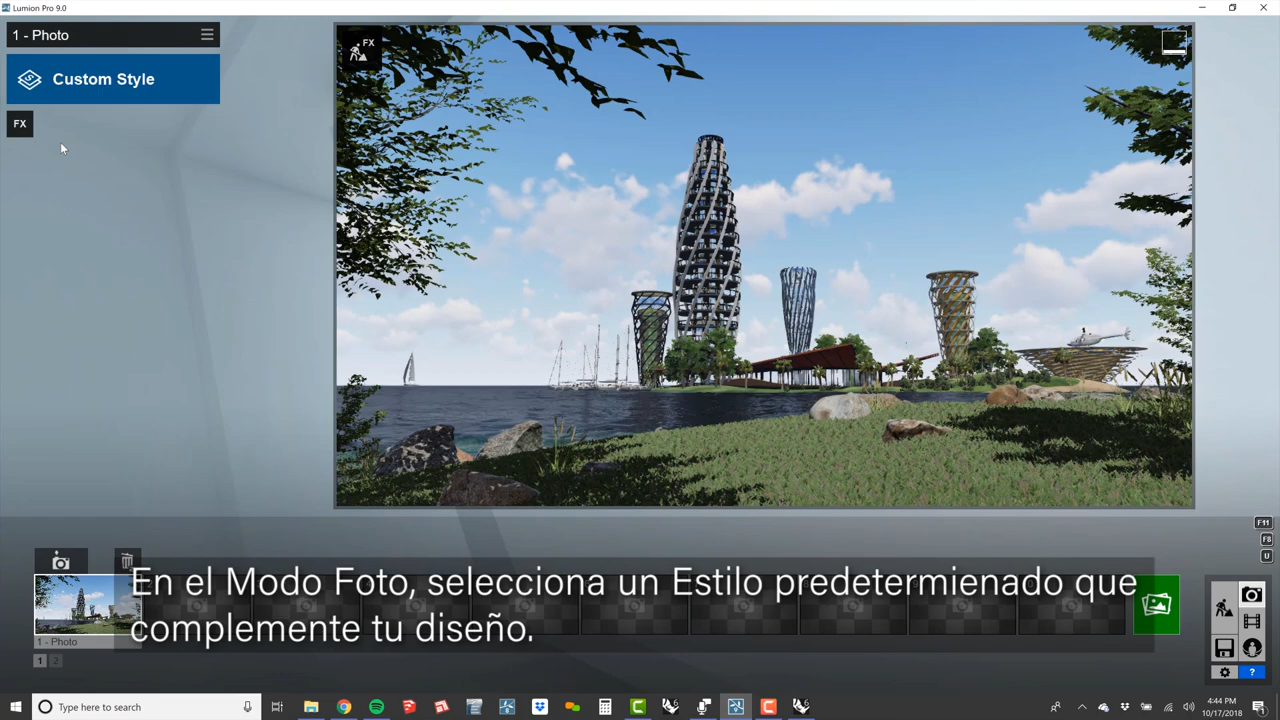 Lumion Pro 9.0
1 - Photo
Custom Style
FX
FX
F11
F8
U
En el Modo Foto, selecciona un Estilo predetermienado que
complemente tu diseño.
1 - Photo
1 2
?
Type here to search
4:44 PM
10/17/2018